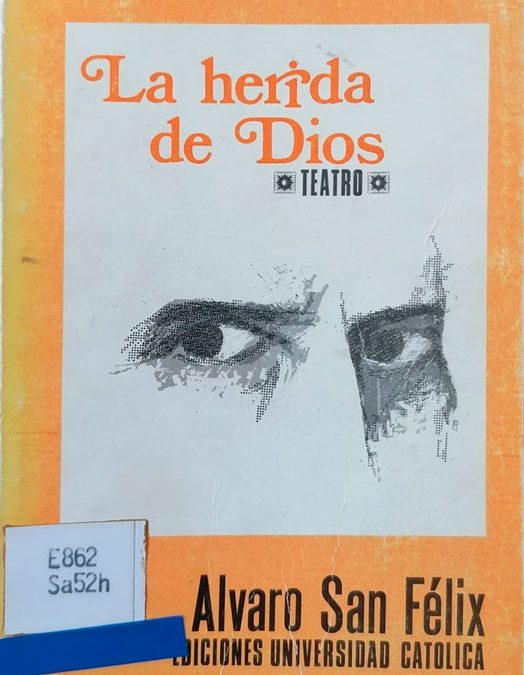 La herida
de Dios
TEATRO
E862
Sa52h
Alvaro San Félix
EDICIONES UNIVERSIDAD CATOLICA